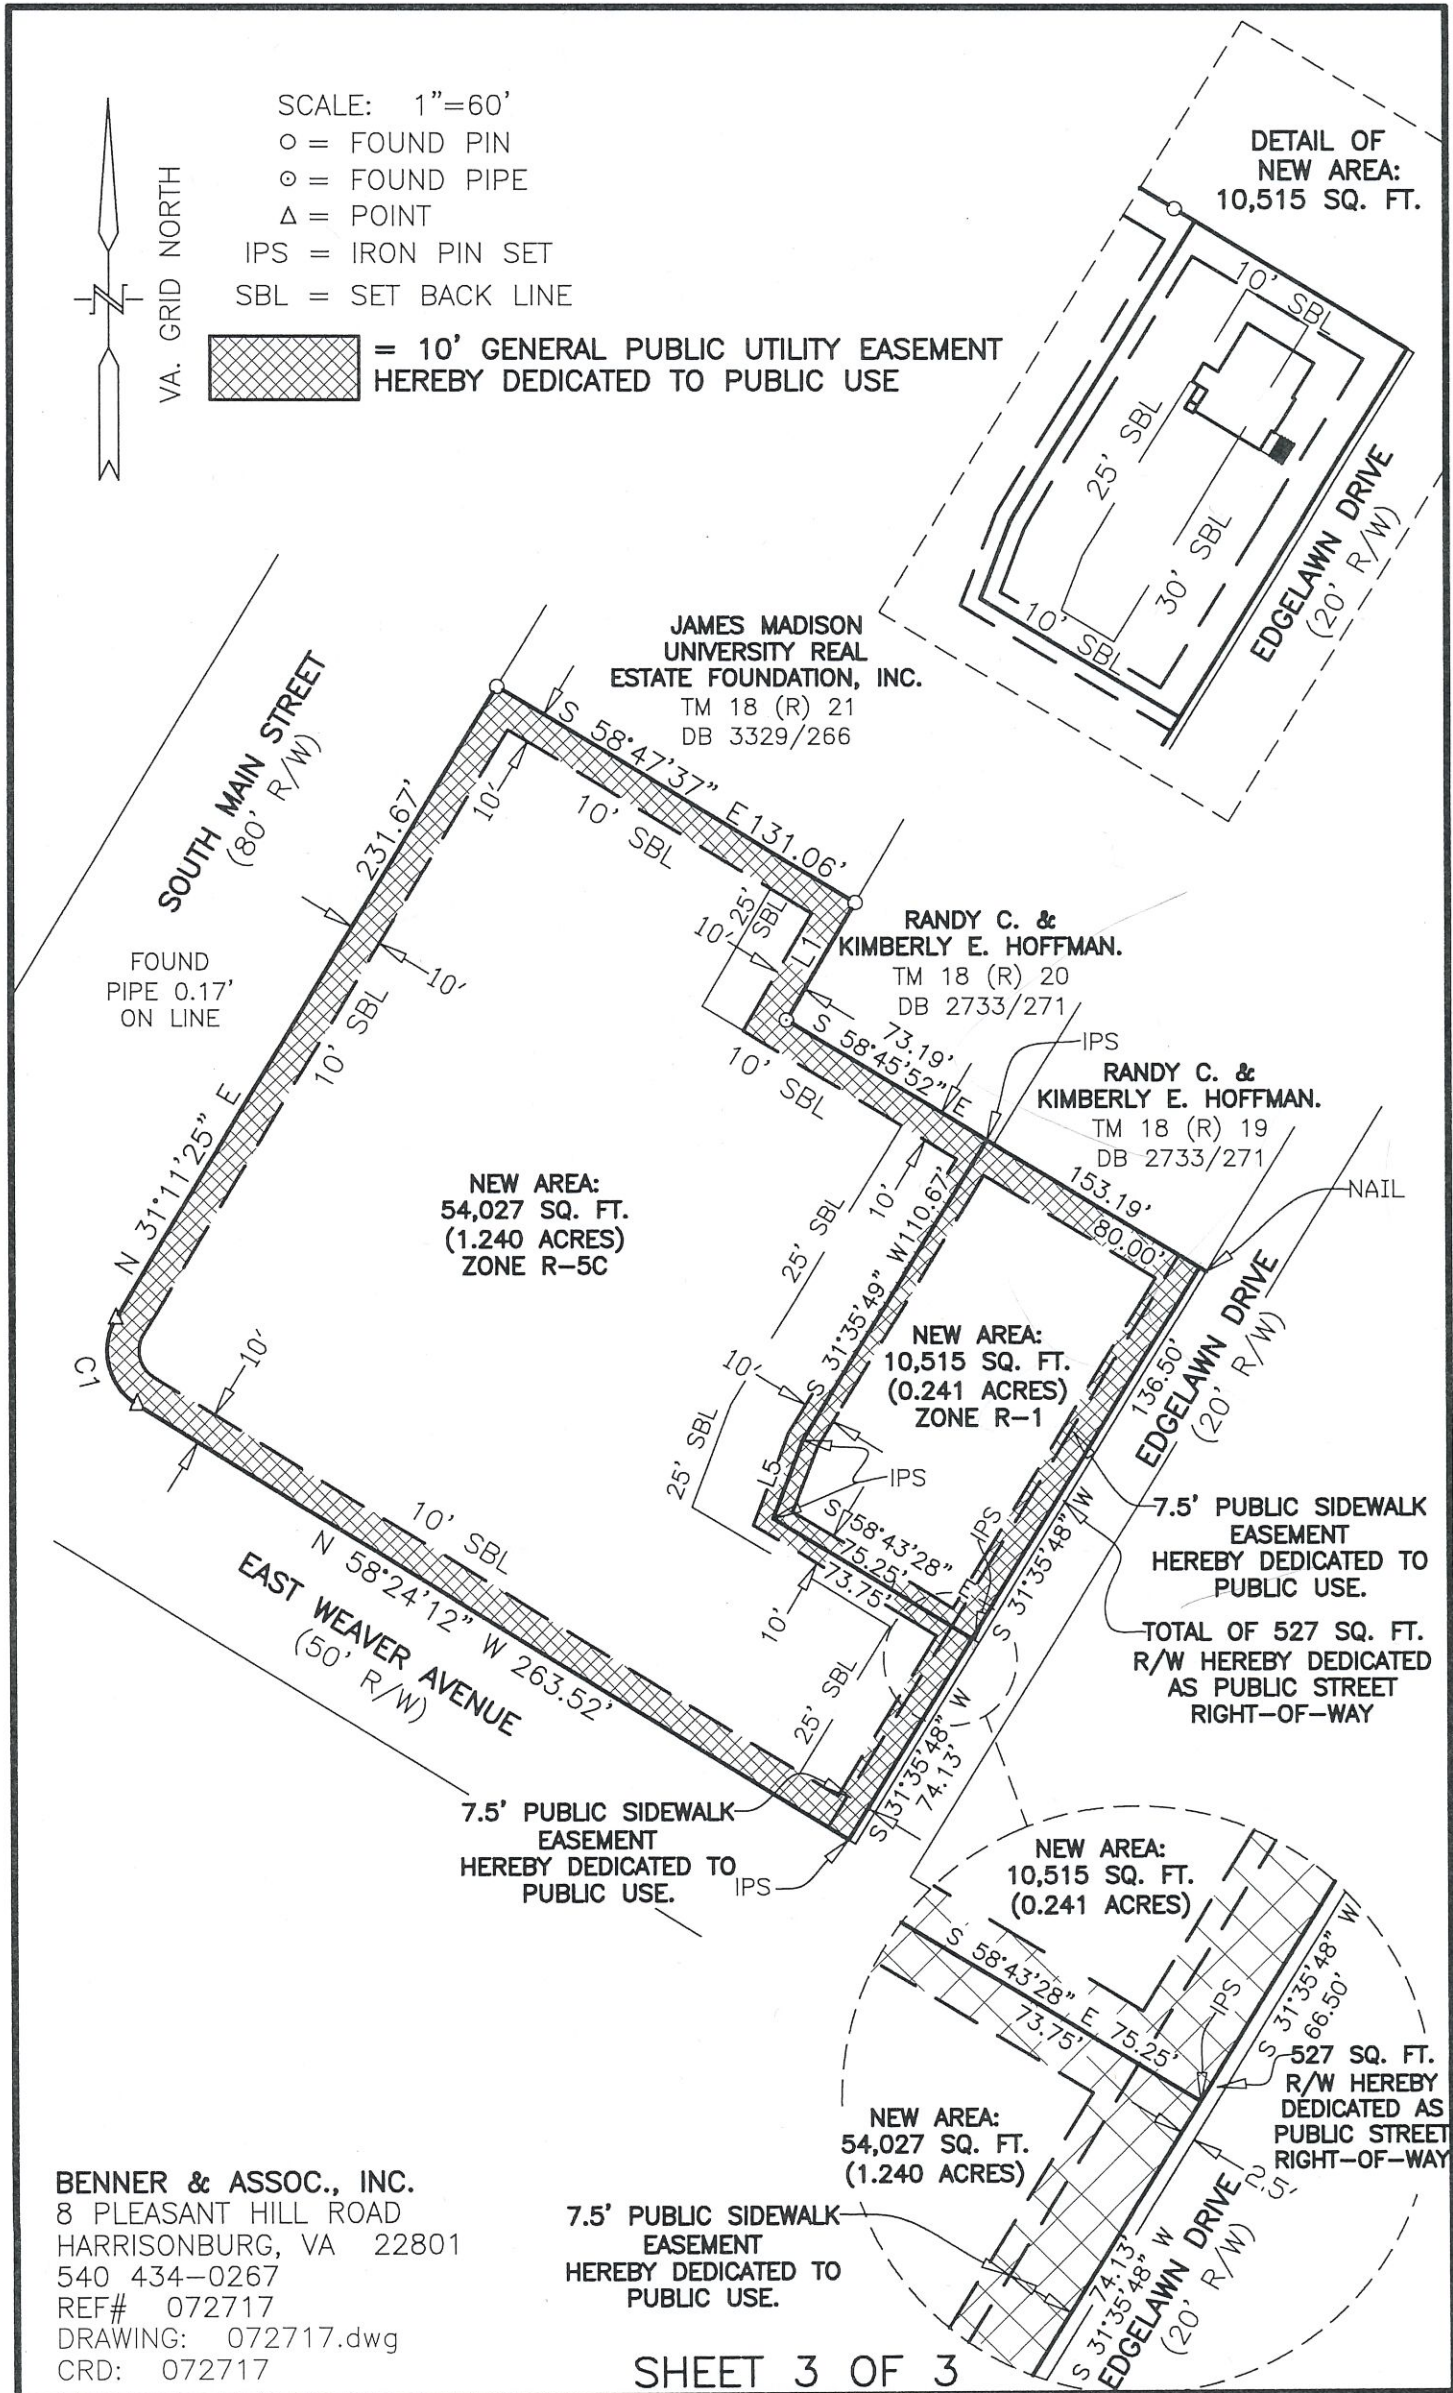 SCALE: 1"=60'
O = FOUND PIN
⊙ = FOUND PIPE
Δ = POINT
IPS = IRON PIN SET
SBL = SET BACK LINE
= 10' GENERAL PUBLIC UTILITY EASEMENT
HEREBY DEDICATED TO PUBLIC USE
N
VA. GRID NORTH
DETAIL OF
NEW AREA:
10,515 SQ. FT.
10' SBL
25' SBL
30' SBL
10' SBL
EDGELAWN DRIVE
(20' R/W)
JAMES MADISON
UNIVERSITY REAL
ESTATE FOUNDATION, INC.
TM 18 (R) 21
DB 3329/266
SOUTH MAIN STREET
(80' R/W)
231.67'
S 58°47'37" E 131.06'
10'
10' SBL
25'
SBL
10'
L1
FOUND
PIPE 0.17'
ON LINE
10'
10' SBL
RANDY C. &
KIMBERLY E. HOFFMAN.
TM 18 (R) 20
DB 2733/271
73.19'
S 58°45'52" E
IPS
10' SBL
RANDY C. &
KIMBERLY E. HOFFMAN.
TM 18 (R) 19
DB 2733/271
N 31°11'25" E
NEW AREA:
54,027 SQ. FT.
(1.240 ACRES)
ZONE R-5C
10'
25' SBL
S 31°35'49" W 110.67'
153.19'
80.00'
NAIL
EDGELAWN DRIVE
(20' R/W)
136.50'
C1
10'
10'
NEW AREA:
10,515 SQ. FT.
(0.241 ACRES)
ZONE R-1
25' SBL
L5
IPS
S 58°43'28" E
75.25'
73.75'
IPS
S 31°35'48" W
7.5' PUBLIC SIDEWALK
EASEMENT
HEREBY DEDICATED TO
PUBLIC USE.
10' SBL
N 58°24'12" W 263.52'
EAST WEAVER AVENUE
(50' R/W)
10'
25' SBL
TOTAL OF 527 SQ. FT.
R/W HEREBY DEDICATED
AS PUBLIC STREET
RIGHT-OF-WAY
S 31°35'48" W
74.13'
7.5' PUBLIC SIDEWALK
EASEMENT
HEREBY DEDICATED TO
PUBLIC USE.
IPS
NEW AREA:
10,515 SQ. FT.
(0.241 ACRES)
S 58°43'28" E 75.25'
73.75'
IPS
S 31°35'48" W
66.50'
527 SQ. FT.
R/W HEREBY
DEDICATED AS
PUBLIC STREET
RIGHT-OF-WAY
NEW AREA:
54,027 SQ. FT.
(1.240 ACRES)
2.5'
7.5' PUBLIC SIDEWALK
EASEMENT
HEREBY DEDICATED TO
PUBLIC USE.
74.13'
S 31°35'48" W
EDGELAWN DRIVE
(20' R/W)
BENNER & ASSOC., INC.
8 PLEASANT HILL ROAD
HARRISONBURG, VA 22801
540 434-0267
REF# 072717
DRAWING: 072717.dwg
CRD: 072717
SHEET 3 OF 3